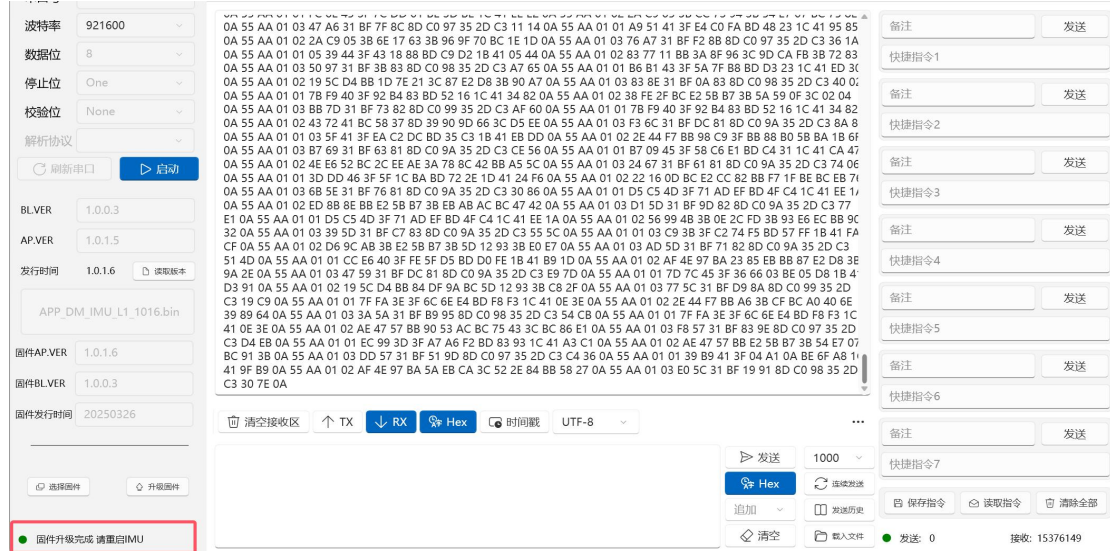 波特率
921600
数据位
8
停止位
One
校验位
None
解析协议
刷新串口
启动
BL.VER
1.0.0.3
AP.VER
1.0.1.5
发行时间
1.0.1.6
读取版本
APP_DM_IMU_L1_1016.bin
固件AP.VER
1.0.1.6
固件BL.VER
1.0.0.3
固件发行时间
20250326
选择固件
升级固件
固件升级完成 请重启IMU
0A 55 AA 01 03 47 A6 31 BF 7F 8D C0 97 35 2D C3 11 14 0A 55 AA 01 01 A9 51 41 3F E4 C0 FA BD 48 23 1C 41 95 85
0A 55 AA 01 02 2A C9 05 3B 6E 17 63 3B 96 9F 70 BC 1E 1D 0A 55 AA 01 03 76 A7 31 BF F2 8B 8D C0 97 35 2D C3 36 1A
0A 55 AA 01 01 05 39 44 3F 43 18 88 BD C9 D2 1B 41 05 44 0A 55 AA 01 02 83 77 11 BB 3A 8F 96 3C 9D CA FB 3B 72 83
0A 55 AA 01 03 50 97 31 BF 3B 83 8D C0 98 35 2D C3 A7 65 0A 55 AA 01 01 B6 B1 43 3F 5A 7F B8 BD D3 23 1C 41 ED
0A 55 AA 01 02 19 5C D4 BB 1D 7E 21 3C 87 E2 D8 3B 90 A7 0A 55 AA 01 03 83 8E 31 BF 0A 83 8D C0 98 35 2D C3 40
0A 55 AA 01 01 7B F9 40 3F 92 B4 83 BD 52 16 1C 41 34 82 0A 55 AA 01 02 38 FE 2F BC E2 5B B7 3B 5A 59 0F 3C 02 04
0A 55 AA 01 03 BB 7D 31 BF 73 82 8D C0 99 35 2D C3 AF 60 0A 55 AA 01 01 7B F9 40 3F 92 B4 83 BD 52 16 1C 41 34 82
0A 55 AA 01 02 43 72 41 BC 58 37 8D 39 90 9D 66 3C D5 EE 0A 55 AA 01 03 F6 3C 31 BF DC 81 8D C0 9A 35 2D C3 8A
0A 55 AA 01 01 03 5F 41 3F EA C2 DC BD 35 C3 1B 41 EB DD 0A 55 AA 01 02 2E 44 F7 BB 98 C9 3F BB 88 B0 5B BA 1B
0A 55 AA 01 03 B7 69 31 BF 63 81 8D C0 9A 35 2D C3 CE 56 0A 55 AA 01 01 B7 09 45 3F 58 C6 E1 BD C4 31 1C 41 CA 47
0A 55 AA 01 02 4E E6 52 BC 2C EE AE 3A 78 8C 42 BB A5 5C 0A 55 AA 01 03 24 67 31 BF 61 81 8D C0 9A 35 2D C3 74 06
0A 55 AA 01 01 3D DD 46 3F 5F 1C BA BD 72 2E 1D 41 24 F6 0A 55 AA 01 02 22 16 0D BC E2 CC 82 BB F7 1F BE BC EB
0A 55 AA 01 03 6B 5E 31 BF 76 81 8D C0 9A 35 2D C3 30 86 0A 55 AA 01 01 D5 C5 4D 3F 71 AD EF BD 4F C4 1C 41 EE
0A 55 AA 01 02 ED 8B 8E BB E2 5B B7 3B EB AB AC BC 47 42 0A 55 AA 01 03 D1 5D 31 BF 9D 82 8D C0 9A 35 2D C3 77
E1 0A 55 AA 01 01 D5 C5 4D 3F 71 AD EF BD 4F C4 1C 41 EE 1A 0A 55 AA 01 02 56 99 4B 3B 0E 2C FD 3B 93 E6 EC BB
32 0A 55 AA 01 03 39 5D 31 BF C7 83 8D C0 9A 35 2D C3 55 5C 0A 55 AA 01 01 03 C9 3B 3F C2 74 F5 BD 57 FF 1B 41
CF 0A 55 AA 01 02 D6 9C AB 3B E2 5B B7 3B 5D 12 93 3B E0 E7 0A 55 AA 01 03 AD 5D 31 BF 71 82 8D C0 9A 35 2D C3
51 4D 0A 55 AA 01 01 CC E6 40 3F FE 5F D5 BD D0 FE 1B 41 B9 1D 0A 55 AA 01 02 AF 4E 97 BA 23 85 EB BB 87 E2 D8
9A 2E 0A 55 AA 01 03 47 59 31 BF DC 81 8D C0 9A 35 2D C3 E9 7D 0A 55 AA 01 01 7D 7C 45 3F 36 66 03 BE 05 D8 1B
D3 91 0A 55 AA 01 02 19 5C D4 BB 84 DF 9A BC 5D 12 93 3B C8 2F 0A 55 AA 01 03 77 5C 31 BF D9 8A 8D C0 99 35 2D
C3 19 C9 0A 55 AA 01 01 7F FA 3E 3F 6C 6E E4 BD F8 F3 1C 41 0E 3E 0A 55 AA 01 02 2E 44 F7 BB A6 3B CF BC A0 40 6E
39 89 64 0A 55 AA 01 03 3A 5A 31 BF B9 95 8D C0 98 35 2D C3 54 CB 0A 55 AA 01 01 7F FA 3E 3F 6C 6E E4 BD F8 F3 1C
41 0E 3E 0A 55 AA 01 02 AE 47 57 BB 90 53 AC BC 75 43 3C BC 86 E1 0A 55 AA 01 03 F8 57 31 BF 83 9E 8D C0 97 35 2D
C3 D4 EB 0A 55 AA 01 01 EC 99 3D 3F A7 A6 F2 BD 83 93 1C 41 A3 C1 0A 55 AA 01 02 AE 47 57 BB E2 5B B7 3B 54 E7 07
BC 91 3B 0A 55 AA 01 03 DD 57 31 BF 51 9D 8D C0 97 35 2D C3 C4 36 0A 55 AA 01 01 39 B9 41 3F 04 A1 0A BE 6F A8
41 9F B9 0A 55 AA 01 02 AF 4E 97 BA 5A EB CA 3C 52 2E 84 BB 58 27 0A 55 AA 01 03 E0 5C 31 BF 19 91 8D C0 98 35 2D
C3 30 7E 0A
清空接收区
TX
RX
Hex
时间戳
UTF-8
发送
1000
Hex
连续发送
追加
发送历史
清空
载入文件
备注
发送
快捷指令1
备注
发送
快捷指令2
备注
发送
快捷指令3
备注
发送
快捷指令4
备注
发送
快捷指令5
备注
发送
快捷指令6
备注
发送
快捷指令7
保存指令
读取指令
清除全部
发送: 0
接收: 15376149